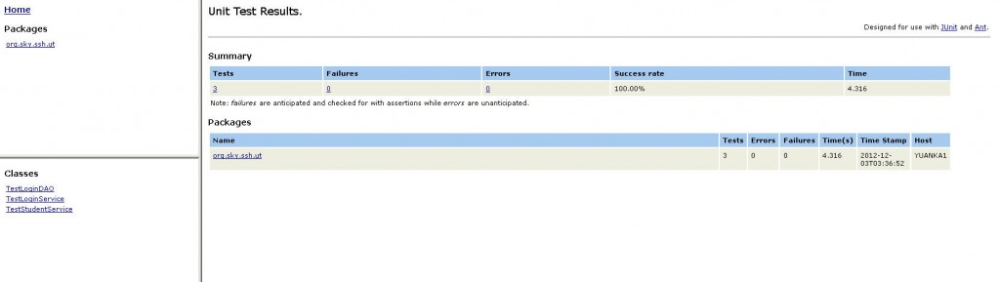 Home
Packages
org.sky.ssh.ut
Classes
TestLoginDAO
TestLoginService
TestStudentService
Unit Test Results.
Designed for use with JUnit and Ant.
Summary
Tests Failures Errors Success rate Time
3 0 0 100.00% 4.316
Note: failures are anticipated and checked for with assertions while errors are unanticipated.
Packages
Name Tests Errors Failures Time(s) Time Stamp Host
org.sky.ssh.ut 3 0 0 4.316 2012-12-
03T03:36:52 YUANKA1